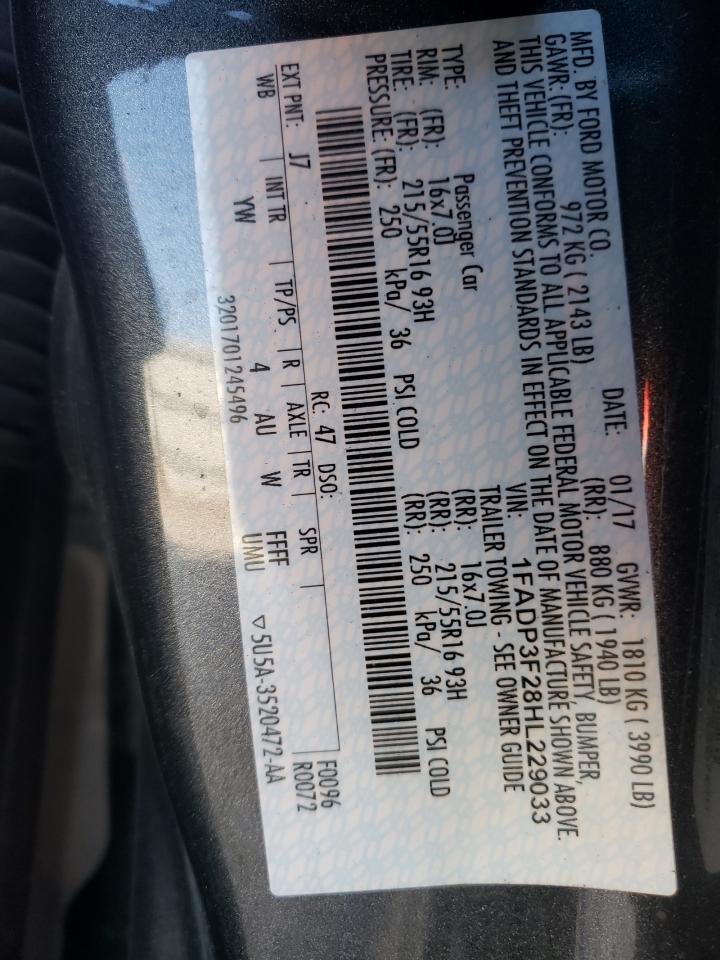 MFD. BY FORD MOTOR CO.
DATE: 01/17 GVWR: 1810 KG ( 3990 LB)
GAWR: (FR): 972 KG ( 2143 LB) (RR): 880 KG ( 1940 LB)
THIS VEHICLE CONFORMS TO ALL APPLICABLE FEDERAL MOTOR VEHICLE SAFETY, BUMPER,
AND THEFT PREVENTION STANDARDS IN EFFECT ON THE DATE OF MANUFACTURE SHOWN ABOVE.
VIN: 1FADP3F28HL229033
TYPE: Passenger Car TRAILER TOWING - SEE OWNER GUIDE
RIM: (FR): 16x7.0J (RR): 16x7.0J
TIRE: (FR): 215/55R16 93H (RR): 215/55R16 93H
PRESSURE: (FR): 250 kPa/ 36 PSI COLD (RR): 250 kPa/ 36 PSI COLD
EXT PNT: J7 RC: 47 DSO: F0096
WB | INT TR | TP/PS | R | AXLE | TR | SPR | R0072
YW 4 AU W FFFF
UMU
3201701245496 ▽5U5A-3520472-AA